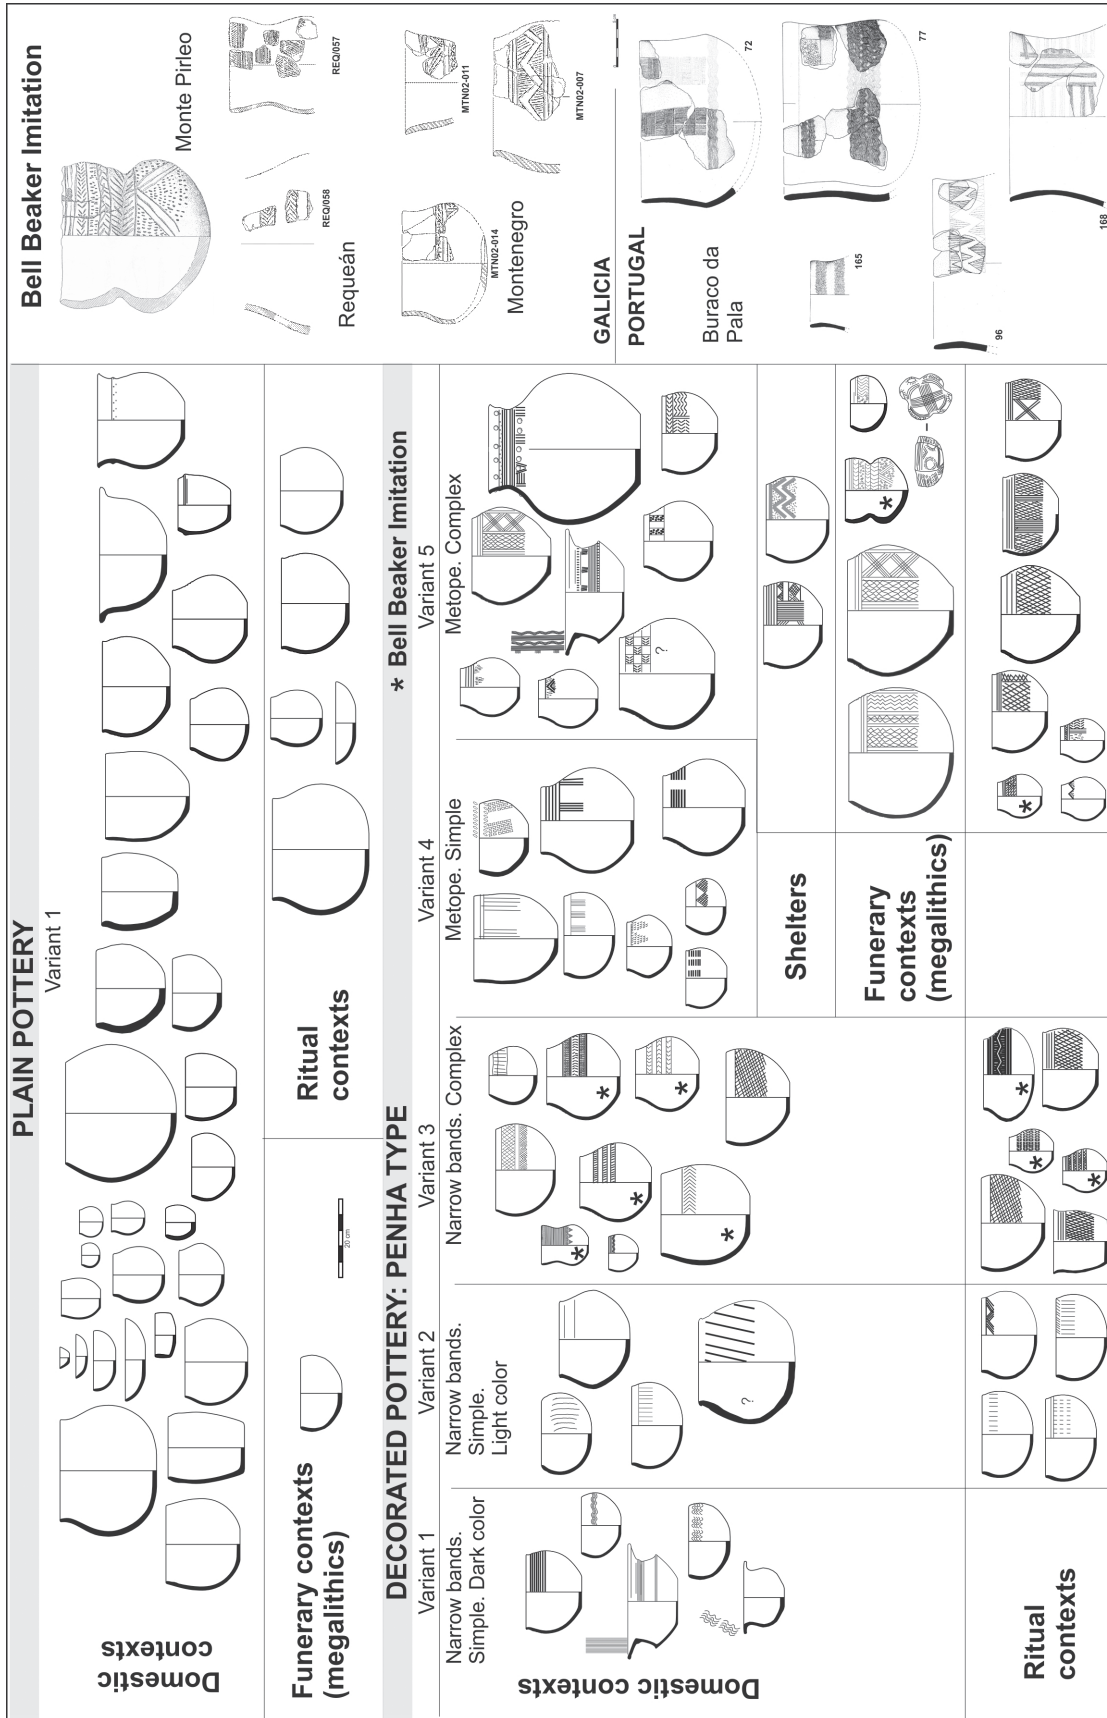 PLAIN POTTERY
Variant 1
Domestic
contexts
Funerary contexts
(megalithics)
20 cm
Ritual
contexts
DECORATED POTTERY: PENHA TYPE
* Bell Beaker Imitation
Variant 1
Narrow bands.
Simple. Dark color
Variant 2
Narrow bands.
Simple.
Light color
?
Variant 3
Narrow bands. Complex
*
*
*
*
*
Variant 4
Metope. Simple
Variant 5
Metope. Complex
?
Domestic contexts
Shelters
Funerary
contexts
(megalithics)
*
Ritual
contexts
*
*
*
*
Bell Beaker Imitation
Monte Pirleo
REQ/058
REQ/057
Requeán
MTN02-014
MTN02-011
MTN02-007
Montenegro
GALICIA
PORTUGAL
Buraco da
Pala
72
165
77
96
168